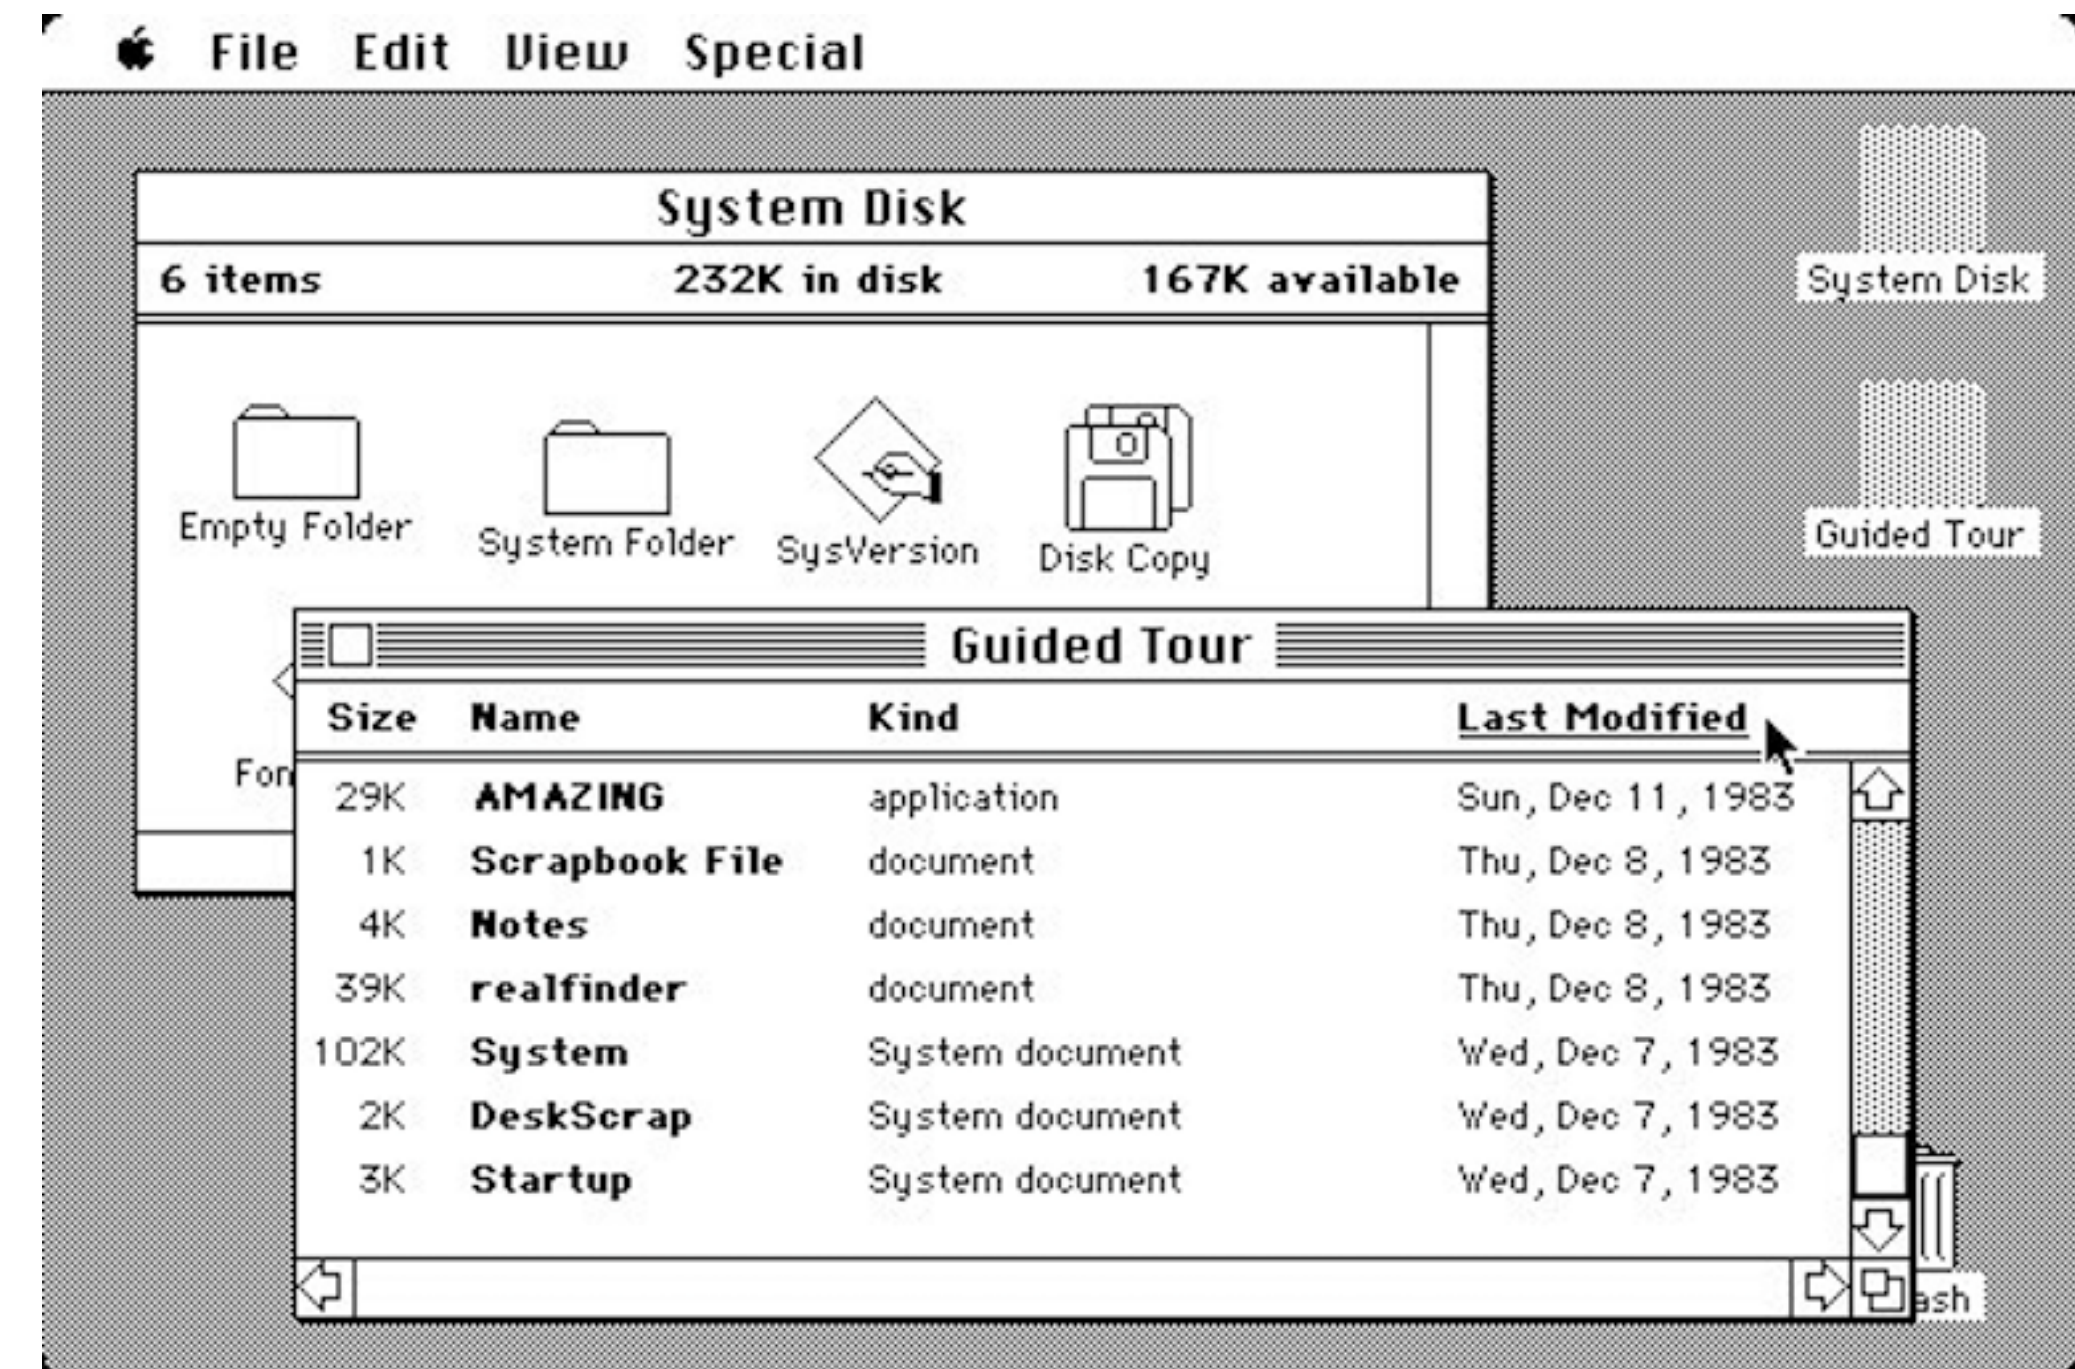 File Edit View Special
System Disk
6 items 232K in disk 167K available
System Disk
Empty Folder System Folder SysVersion Disk Copy
Guided Tour
Guided Tour
Size Name Kind Last Modified
29K AMAZING application Sun, Dec 11, 1983
1K Scrapbook File document Thu, Dec 8, 1983
4K Notes document Thu, Dec 8, 1983
39K realfinder document Thu, Dec 8, 1983
102K System System document Wed, Dec 7, 1983
2K DeskScrap System document Wed, Dec 7, 1983
3K Startup System document Wed, Dec 7, 1983